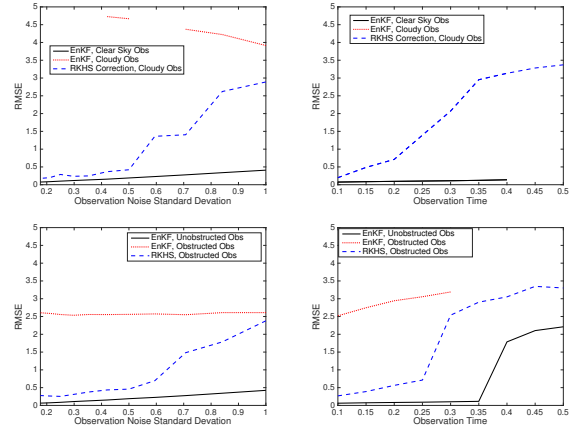 5
4.5
4
3.5
3
2.5
2
1.5
1
0.5
0
RMSE
EnKF, Clear Sky Obs
EnKF, Cloudy Obs
RKHS Correction, Cloudy Obs
0.2 0.3 0.4 0.5 0.6 0.7 0.8 0.9 1
Observation Noise Standard Devation
5
4.5
4
3.5
3
2.5
2
1.5
1
0.5
0
RMSE
EnKF, Clear Sky Obs
EnKF, Cloudy Obs
RKHS Correction, Cloudy Obs
0.1 0.15 0.2 0.25 0.3 0.35 0.4 0.45 0.5
Observation Time
5
4.5
4
3.5
3
2.5
2
1.5
1
0.5
0
RMSE
EnKF, Unobstructed Obs
EnKF, Obstructed Obs
RKHS, Obstructed Obs
0.2 0.3 0.4 0.5 0.6 0.7 0.8 0.9 1
Observation Noise Standard Devation
5
4.5
4
3.5
3
2.5
2
1.5
1
0.5
0
RMSE
EnKF, Unobstructed Obs
EnKF, Obstructed Obs
RKHS, Obstructed Obs
0.1 0.15 0.2 0.25 0.3 0.35 0.4 0.45 0.5
Observation Time